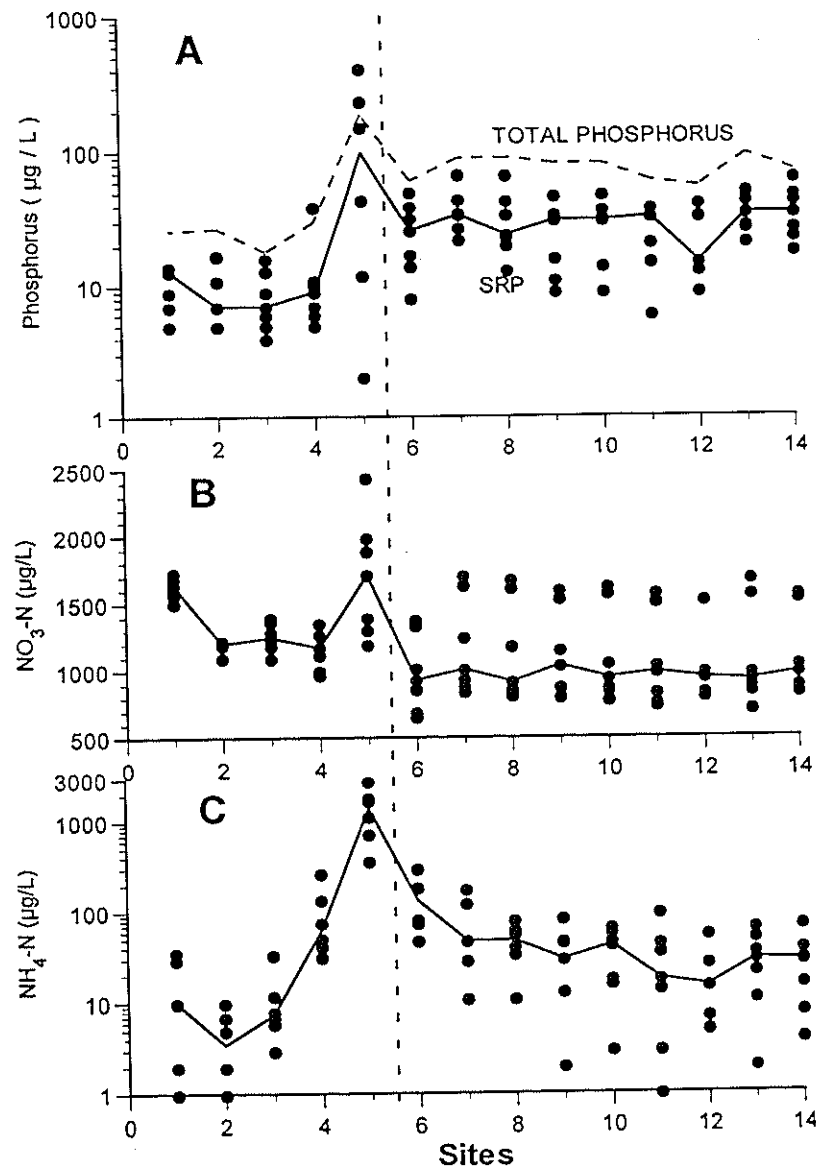 A
Phosphorus ( µg / L )
1000
100
10
1
TOTAL PHOSPHORUS
SRP
0 2 4 6 8 10 12 14
B
NO3-N (µg/L)
2500
2000
1500
1000
500
0 2 4 6 8 10 12 14
C
NH4-N (µg/L)
3000
1000
100
10
1
0 2 4 6 8 10 12 14
Sites